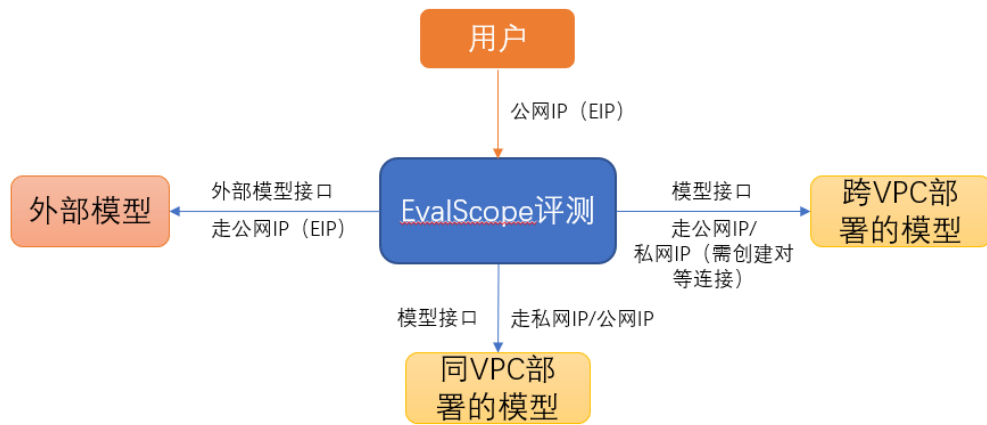 用户
公网IP（EIP）
外部模型
外部模型接口
走公网IP（EIP）
EvalScope评测
模型接口
走公网IP/
私网IP（需创建对
等连接）
跨VPC部
署的模型
模型接口
走私网IP/公网IP
同VPC部
署的模型